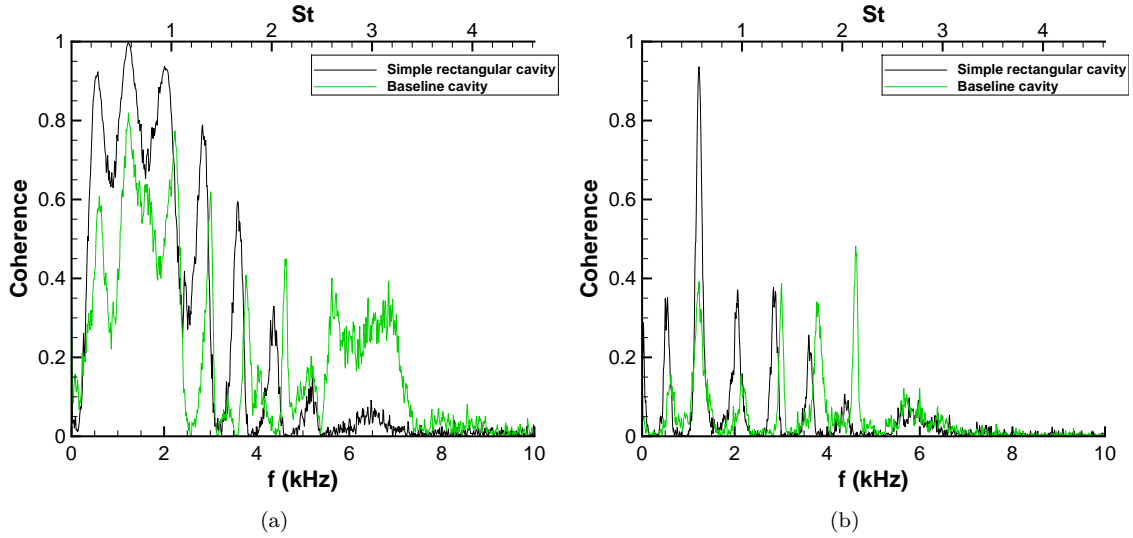 St
1 2 3 4
Simple rectangular cavity
Baseline cavity
Coherence
1
0.8
0.6
0.4
0.2
0
0 2 4 6 8 10
f (kHz)
(a)
St
1 2 3 4
Simple rectangular cavity
Baseline cavity
Coherence
1
0.8
0.6
0.4
0.2
0
0 2 4 6 8 10
f (kHz)
(b)